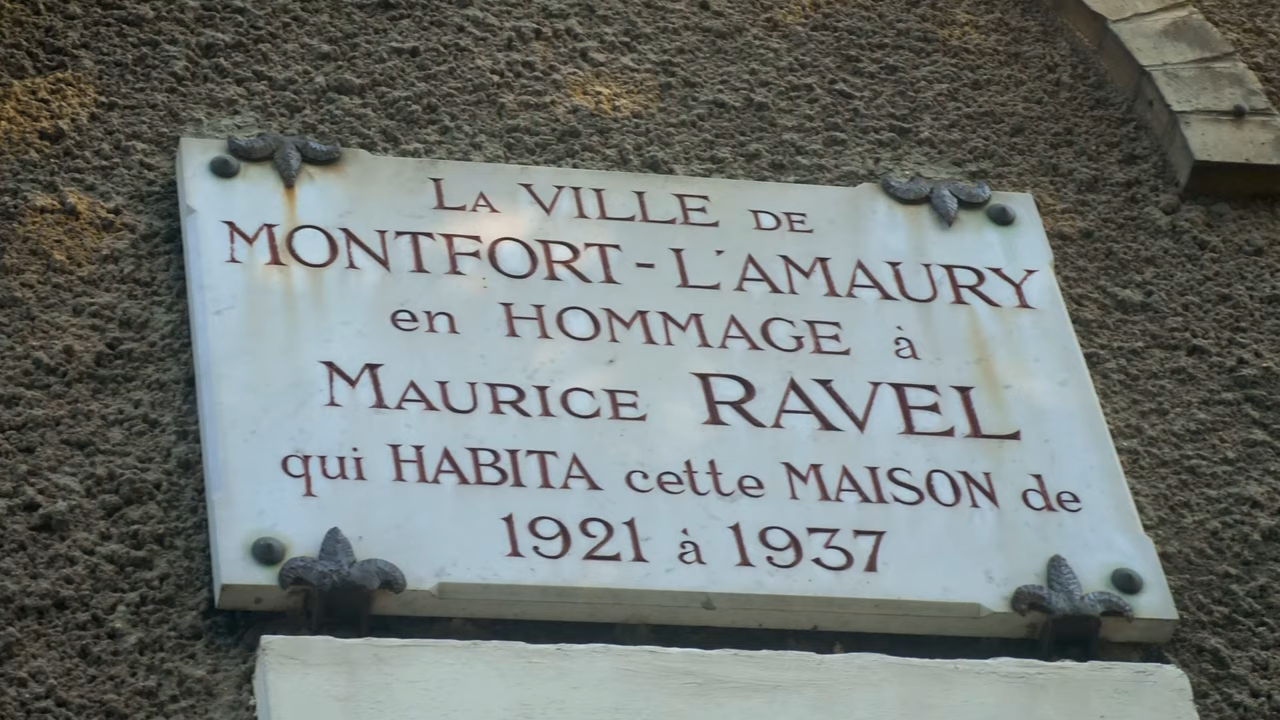 LA VILLE DE
MONTFORT-L'AMAURY
en HOMMAGE à
MAURICE RAVEL
qui HABITA cette MAISON de
1921 à 1937